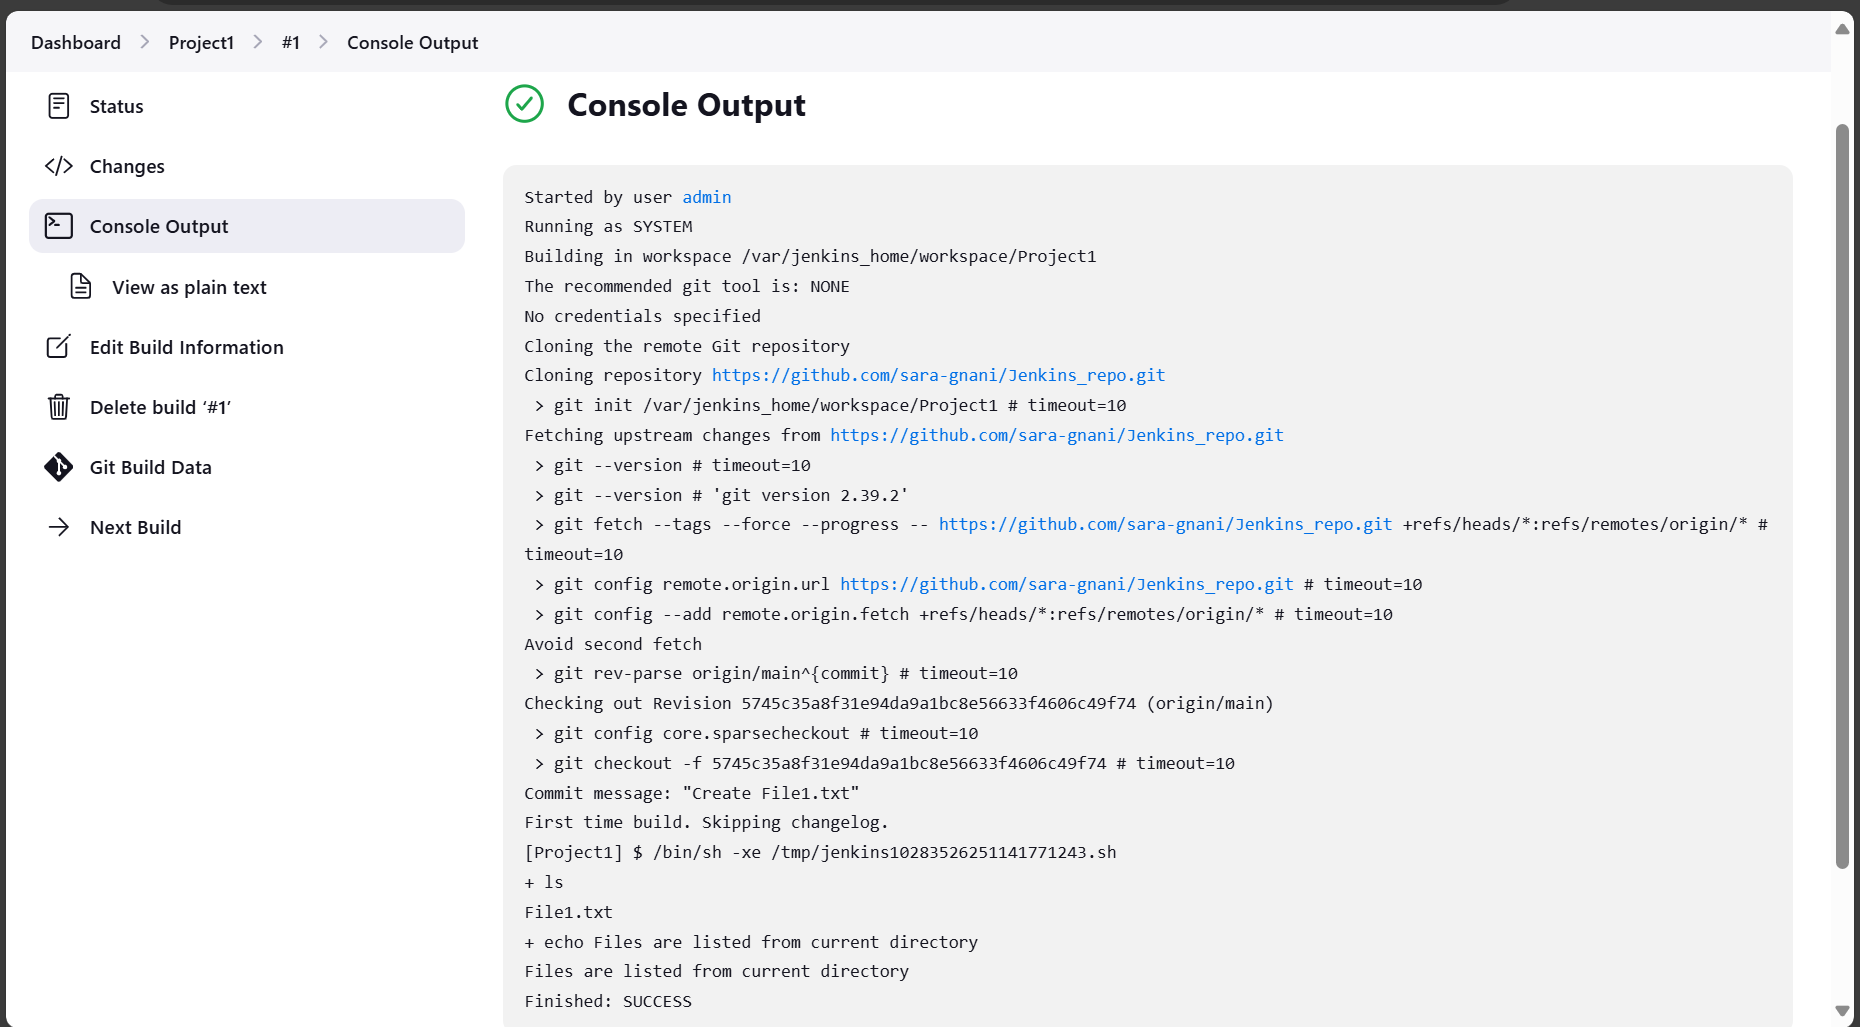 Dashboard > Project1 > #1 > Console Output
Status
Changes
Console Output
View as plain text
Edit Build Information
Delete build ‘#1’
Git Build Data
Next Build
Console Output
Started by user admin
Running as SYSTEM
Building in workspace /var/jenkins_home/workspace/Project1
The recommended git tool is: NONE
No credentials specified
Cloning the remote Git repository
Cloning repository https://github.com/sara-gnani/Jenkins_repo.git
 > git init /var/jenkins_home/workspace/Project1 # timeout=10
Fetching upstream changes from https://github.com/sara-gnani/Jenkins_repo.git
 > git --version # timeout=10
 > git --version # 'git version 2.39.2'
 > git fetch --tags --force --progress -- https://github.com/sara-gnani/Jenkins_repo.git +refs/heads/*:refs/remotes/origin/* #
timeout=10
 > git config remote.origin.url https://github.com/sara-gnani/Jenkins_repo.git # timeout=10
 > git config --add remote.origin.fetch +refs/heads/*:refs/remotes/origin/* # timeout=10
Avoid second fetch
 > git rev-parse origin/main^{commit} # timeout=10
Checking out Revision 5745c35a8f31e94da9a1bc8e56633f4606c49f74 (origin/main)
 > git config core.sparsecheckout # timeout=10
 > git checkout -f 5745c35a8f31e94da9a1bc8e56633f4606c49f74 # timeout=10
Commit message: "Create File1.txt"
First time build. Skipping changelog.
[Project1] $ /bin/sh -xe /tmp/jenkins10283526251141771243.sh
+ ls
File1.txt
+ echo Files are listed from current directory
Files are listed from current directory
Finished: SUCCESS